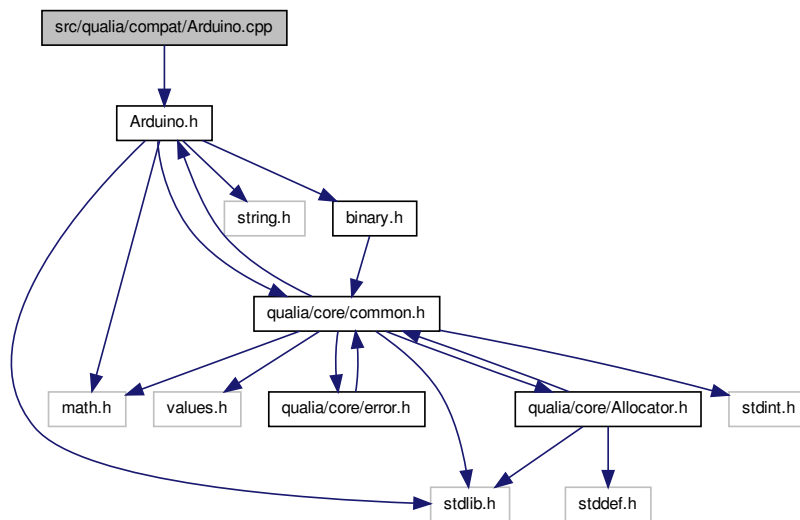 src/qualia/compat/Arduino.cpp
Arduino.h
string.h
binary.h
qualia/core/common.h
math.h
values.h
qualia/core/error.h
qualia/core/Allocator.h
stdint.h
stdlib.h
stddef.h